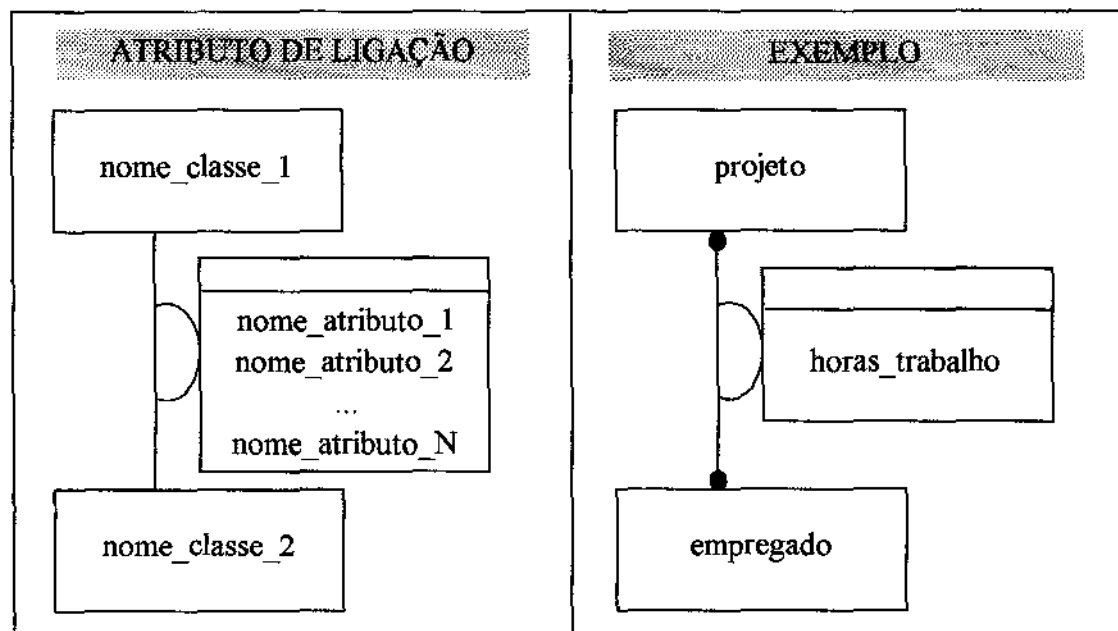 ATRIBUTO DE LIGAÇÃO
nome_classe_1
nome_atributo_1
nome_atributo_2
...
nome_atributo_N
nome_classe_2
EXEMPLO
projeto
horas_trabalho
empregado